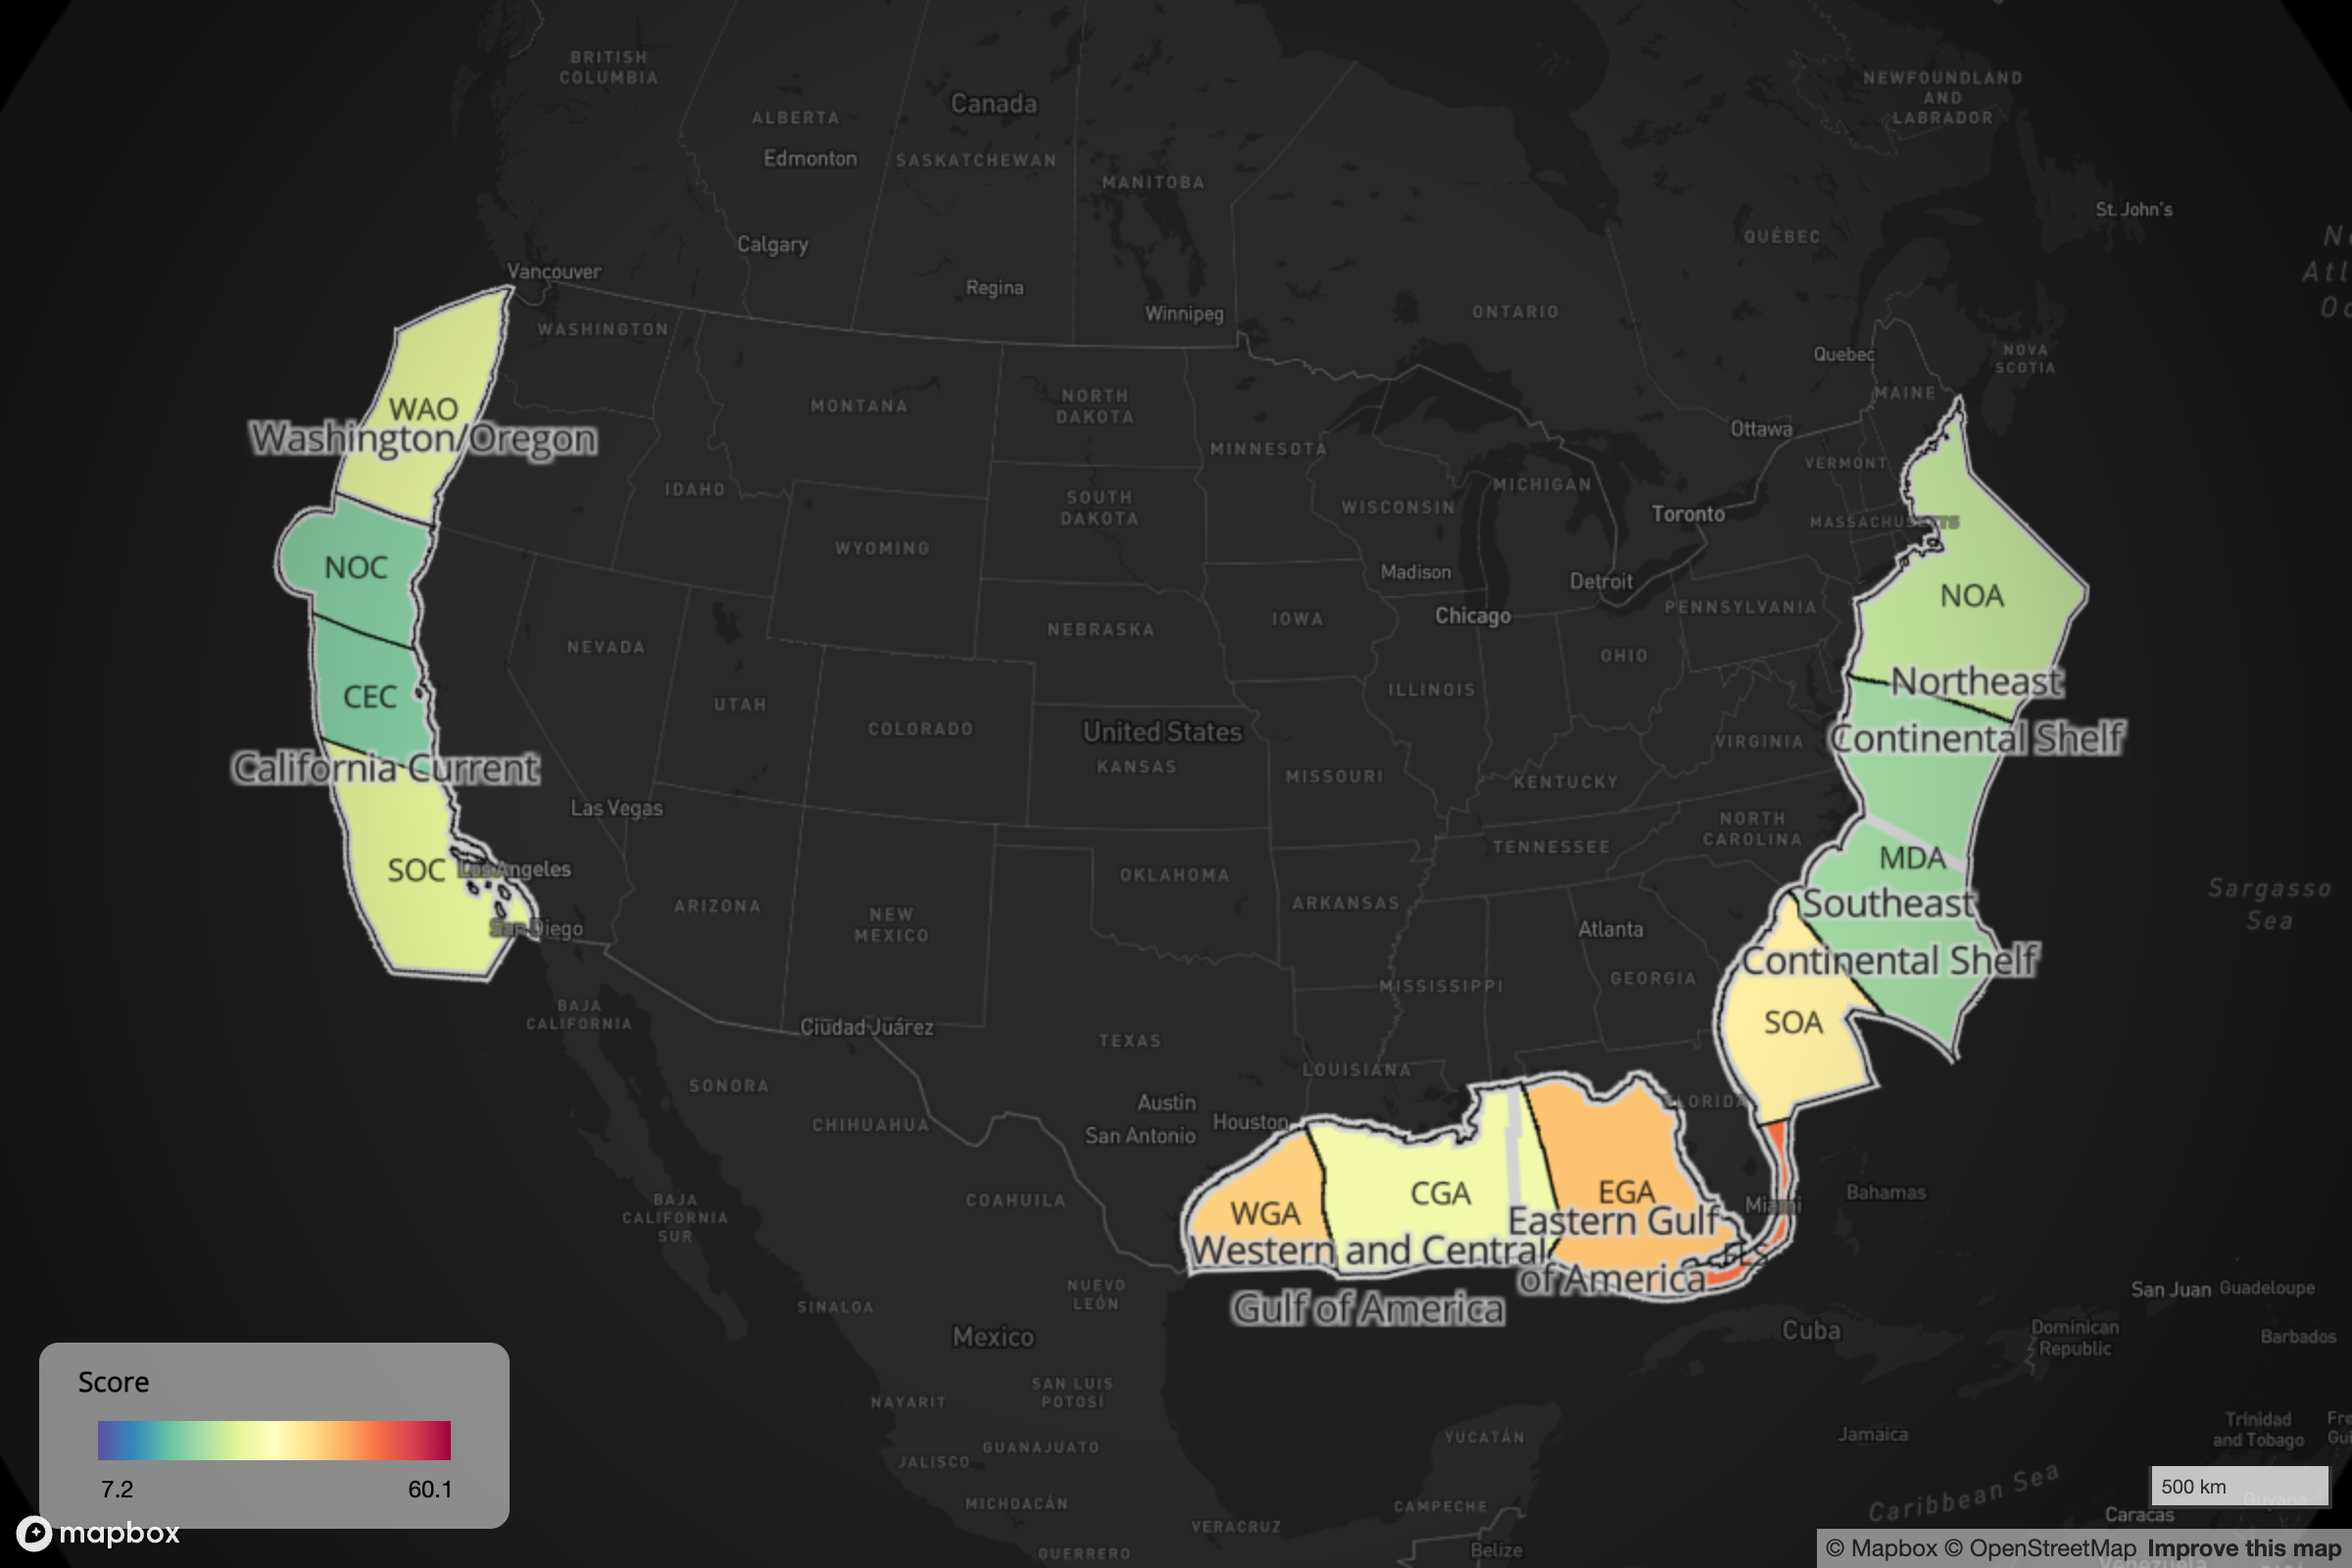 BRITISH
COLUMBIA
ALBERTA
Canada
Edmonton
SASKATCHEWAN
MANITOBA
NEWFOUNDLAND
AND
LABRADOR
St. John's
QUÉBEC
Calgary
Vancouver
Regina
Winnipeg
ONTARIO
WASHINGTON
Quebec
NOVA
SCOTIA
MAINE
MONTANA
NORTH
DAKOTA
WAO
Washington/Oregon
MINNESOTA
Ottawa
VERMONT
IDAHO
SOUTH
DAKOTA
WISCONSIN
MICHIGAN
Toronto
MASSACHUSETTS
WYOMING
NOC
Madison
Detroit
NOA
NEBRASKA
IOWA
Chicago
PENNSYLVANIA
NEVADA
OHIO
CEC
UTAH
ILLINOIS
Northeast
Continental Shelf
COLORADO
United States
KANSAS
VIRGINIA
California Current
MISSOURI
KENTUCKY
Las Vegas
NORTH
CAROLINA
TENNESSEE
MDA
SOC
Los Angeles
OKLAHOMA
ARKANSAS
Sargasso
Sea
ARIZONA
NEW
MEXICO
Southeast
Continental Shelf
San Diego
Atlanta
MISSISSIPPI
GEORGIA
BAJA
CALIFORNIA
Ciudad Juárez
SOA
TEXAS
LOUISIANA
SONORA
Austin
Houston
San Antonio
CHIHUAHUA
FLORIDA
WGA
CGA
EGA
Miami
Bahamas
BAJA
CALIFORNIA
SUR
COAHUILA
Western and Central
Gulf of America
Eastern Gulf
of America
FLS
NUEVO
LEÓN
SINALOA
Mexico
Cuba
San Juan
Guadeloupe
Dominican
Republic
Barbados
NAYARIT
SAN LUIS
POTOSÍ
GUANAJUATO
JALISCO
YUCATÁN
Jamaica
Trinidad
and Tobago
MICHOACÁN
CAMPECHE
VERACRUZ
GUERRERO
Belize
Caribbean Sea
Caracas
Score
7.2
60.1
mapbox
500 km
© Mapbox © OpenStreetMap Improve this map